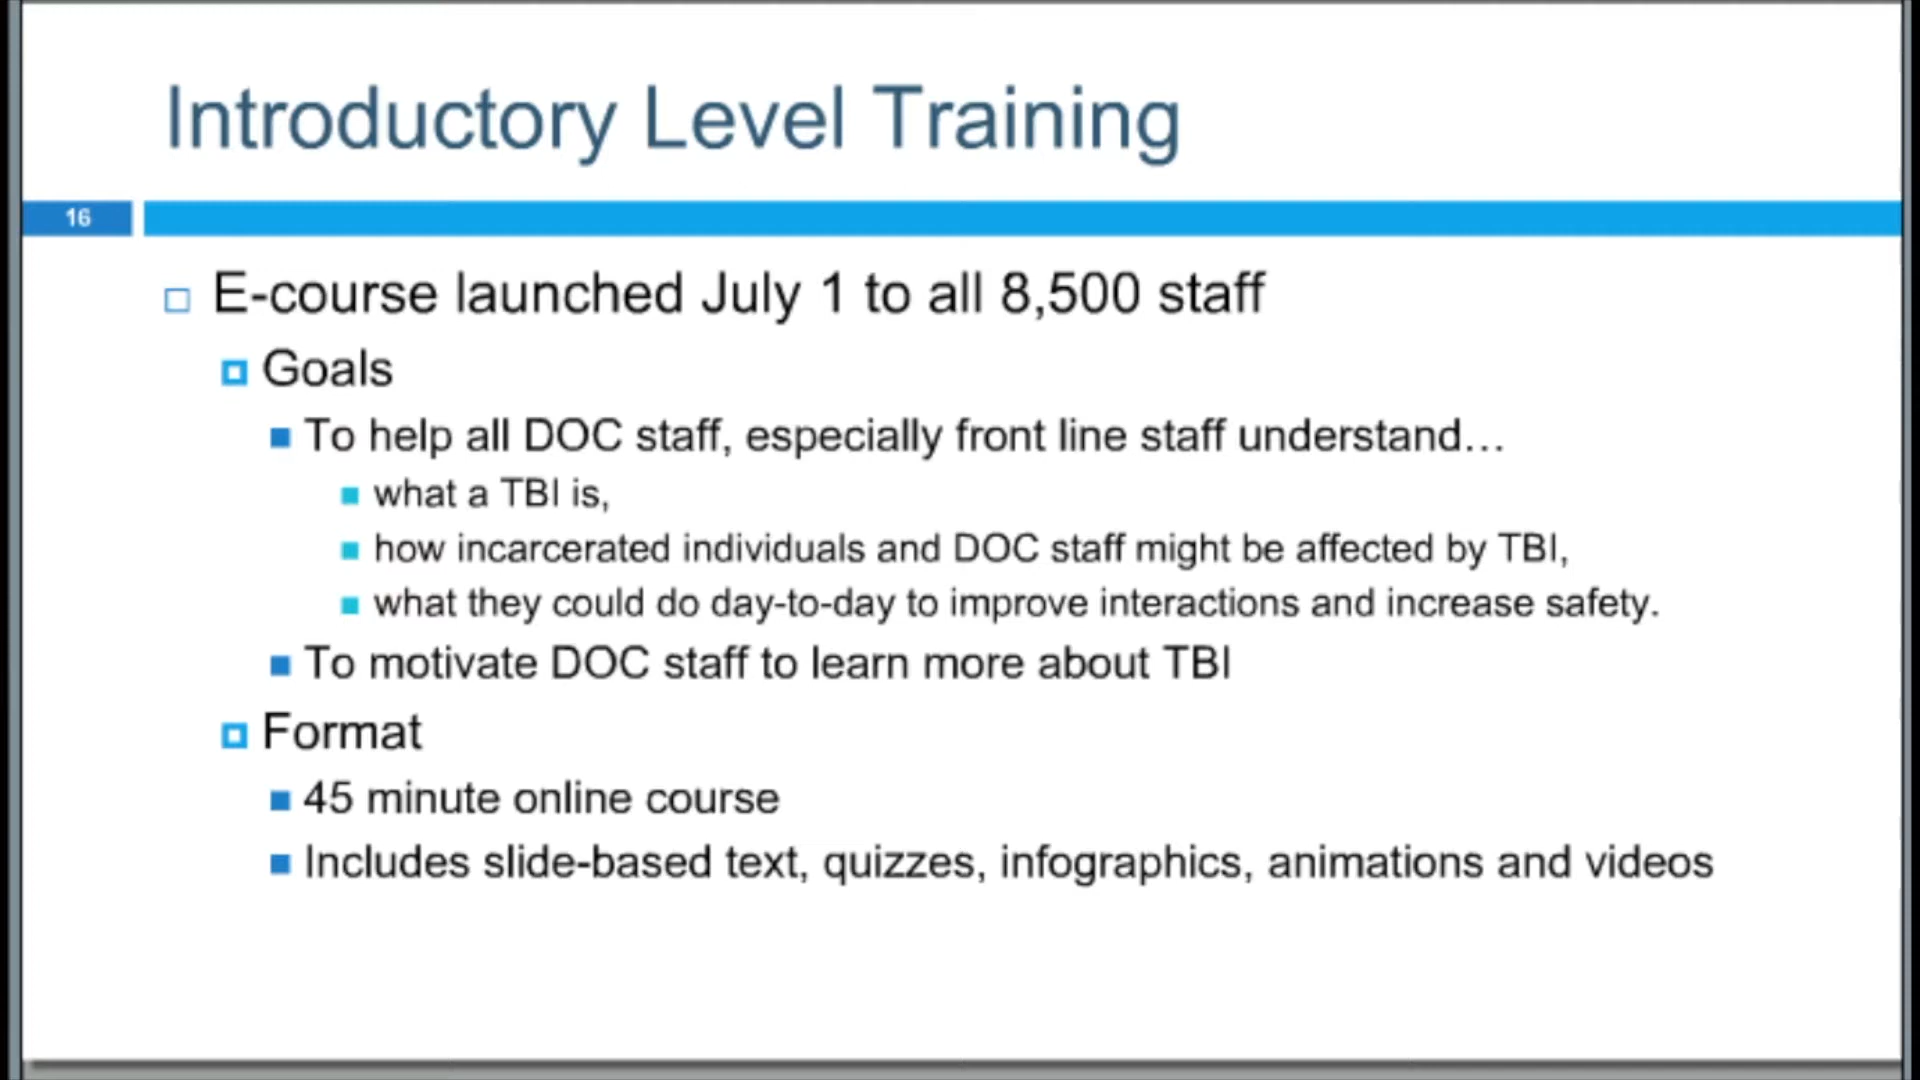 Introductory Level Training
16
E-course launched July 1 to all 8,500 staff
Goals
To help all DOC staff, especially front line staff understand…
what a TBI is,
how incarcerated individuals and DOC staff might be affected by TBI,
what they could do day-to-day to improve interactions and increase safety.
To motivate DOC staff to learn more about TBI
Format
45 minute online course
Includes slide-based text, quizzes, infographics, animations and videos